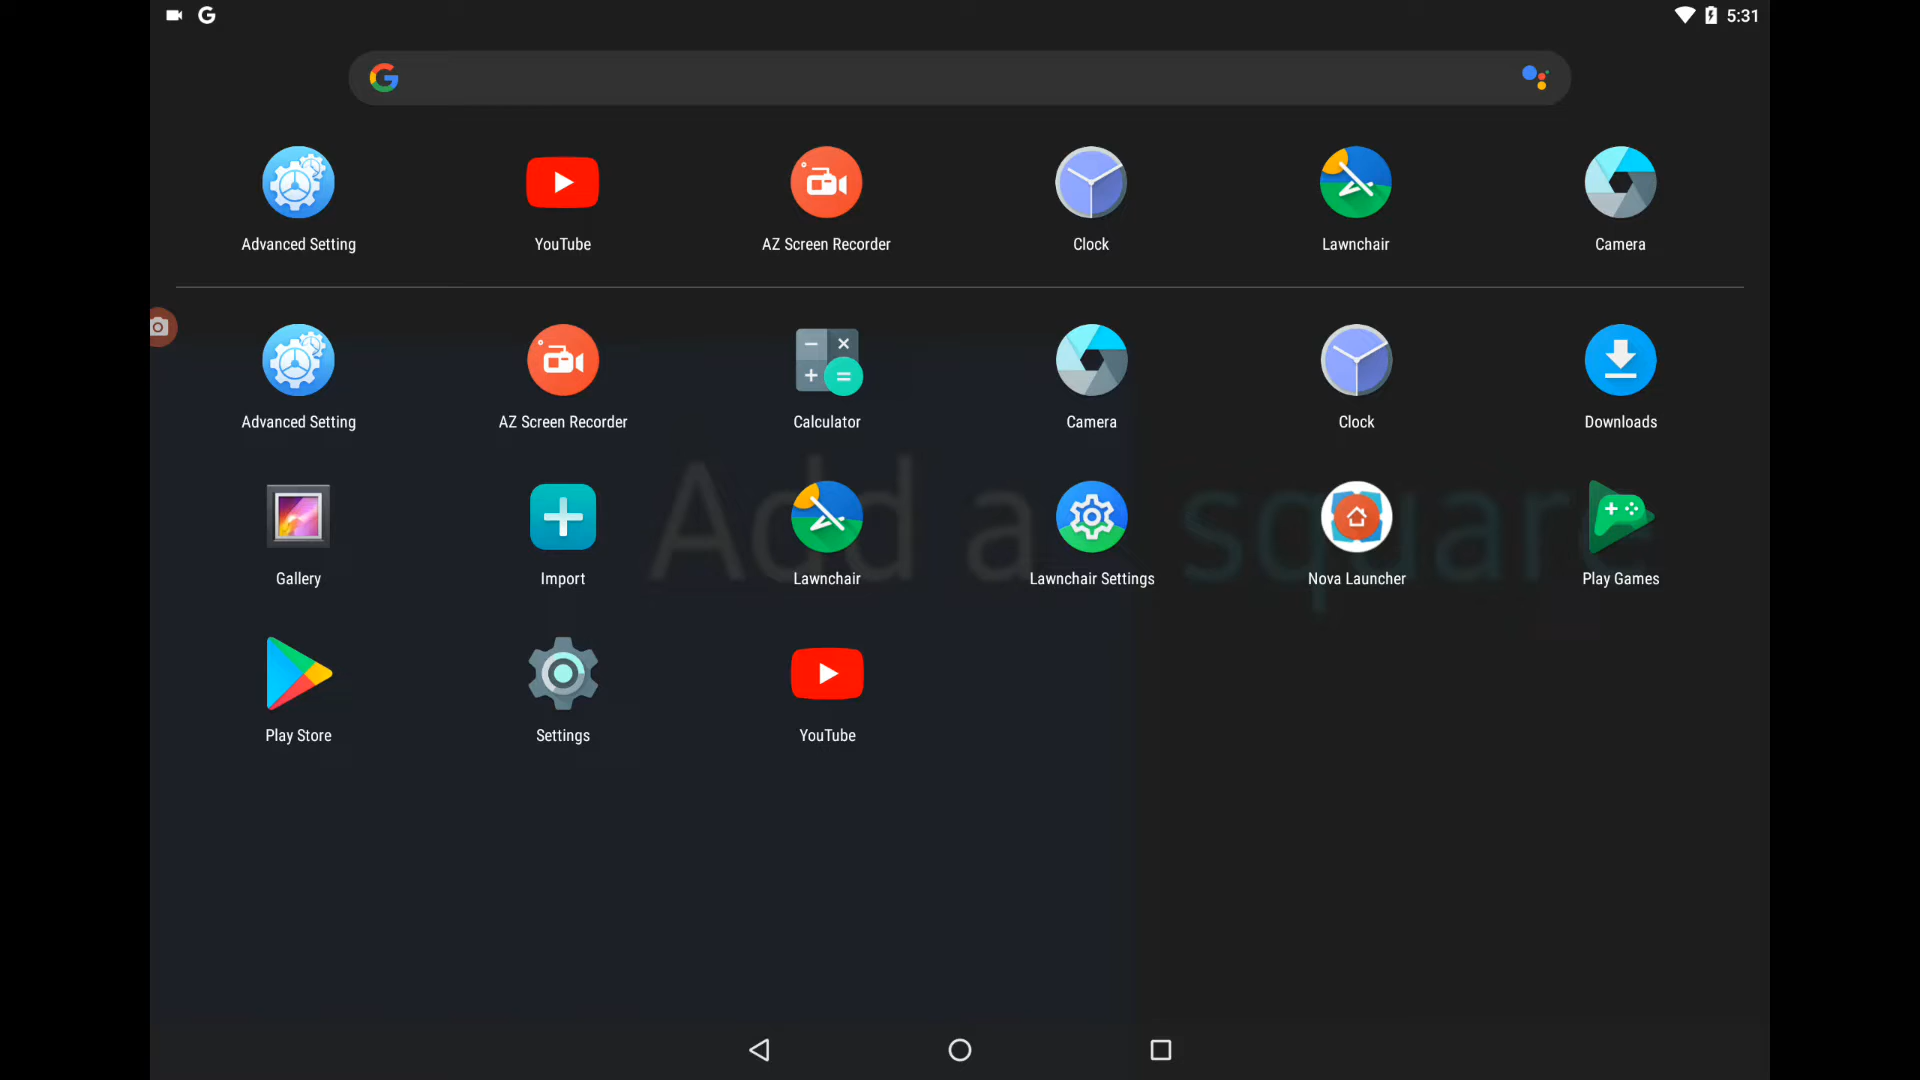 5:31
Advanced Setting YouTube AZ Screen Recorder Clock Lawnchair Camera
Advanced Setting AZ Screen Recorder Calculator Camera Clock Downloads
Add a square
Gallery Import Lawnchair Lawnchair Settings Nova Launcher Play Games
Play Store Settings YouTube